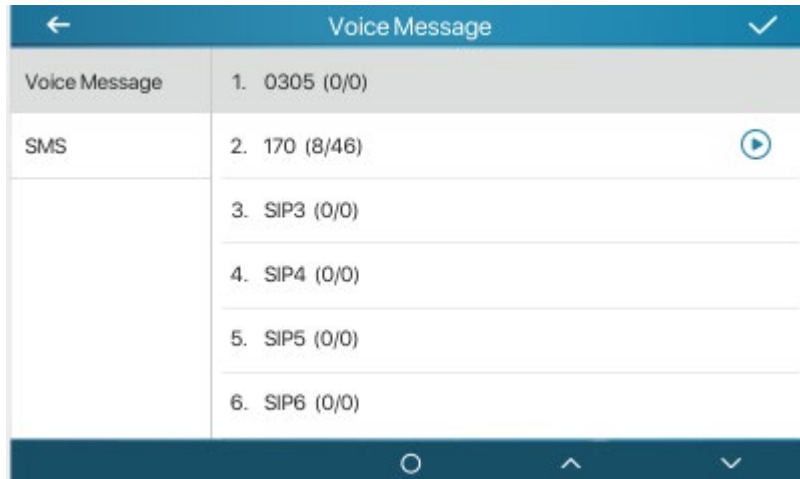 Voice Message
Voice Message
SMS
1. 0305 (0/0)
2. 170 (8/46)
3. SIP3 (0/0)
4. SIP4 (0/0)
5. SIP5 (0/0)
6. SIP6 (0/0)